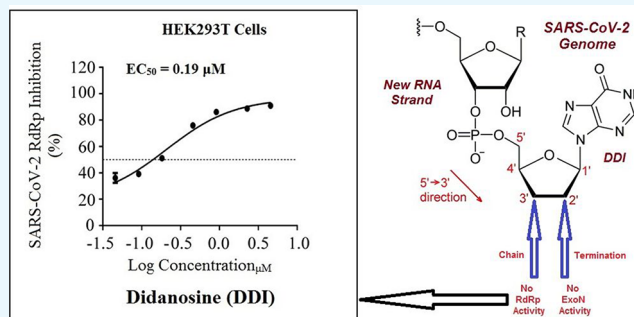 HEK293T Cells
EC50 = 0.19 µM
SARS-CoV-2 RdRp Inhibition
(%)
120
100
80
60
40
20
0
-1.5
-1.0
-0.5
0.0
0.5
1.0
Log ConcentrationµM
Didanosine (DDI)
SARS-CoV-2
Genome
New RNA
Strand
O
O
R
O
OH
O
O
P
O
O⁻
5'
O
N
N
N
N
DDI
O
4'
1'
3'
2'
5'→3'
direction
Chain
Termination
No
RdRp
Activity
No
ExoN
Activity